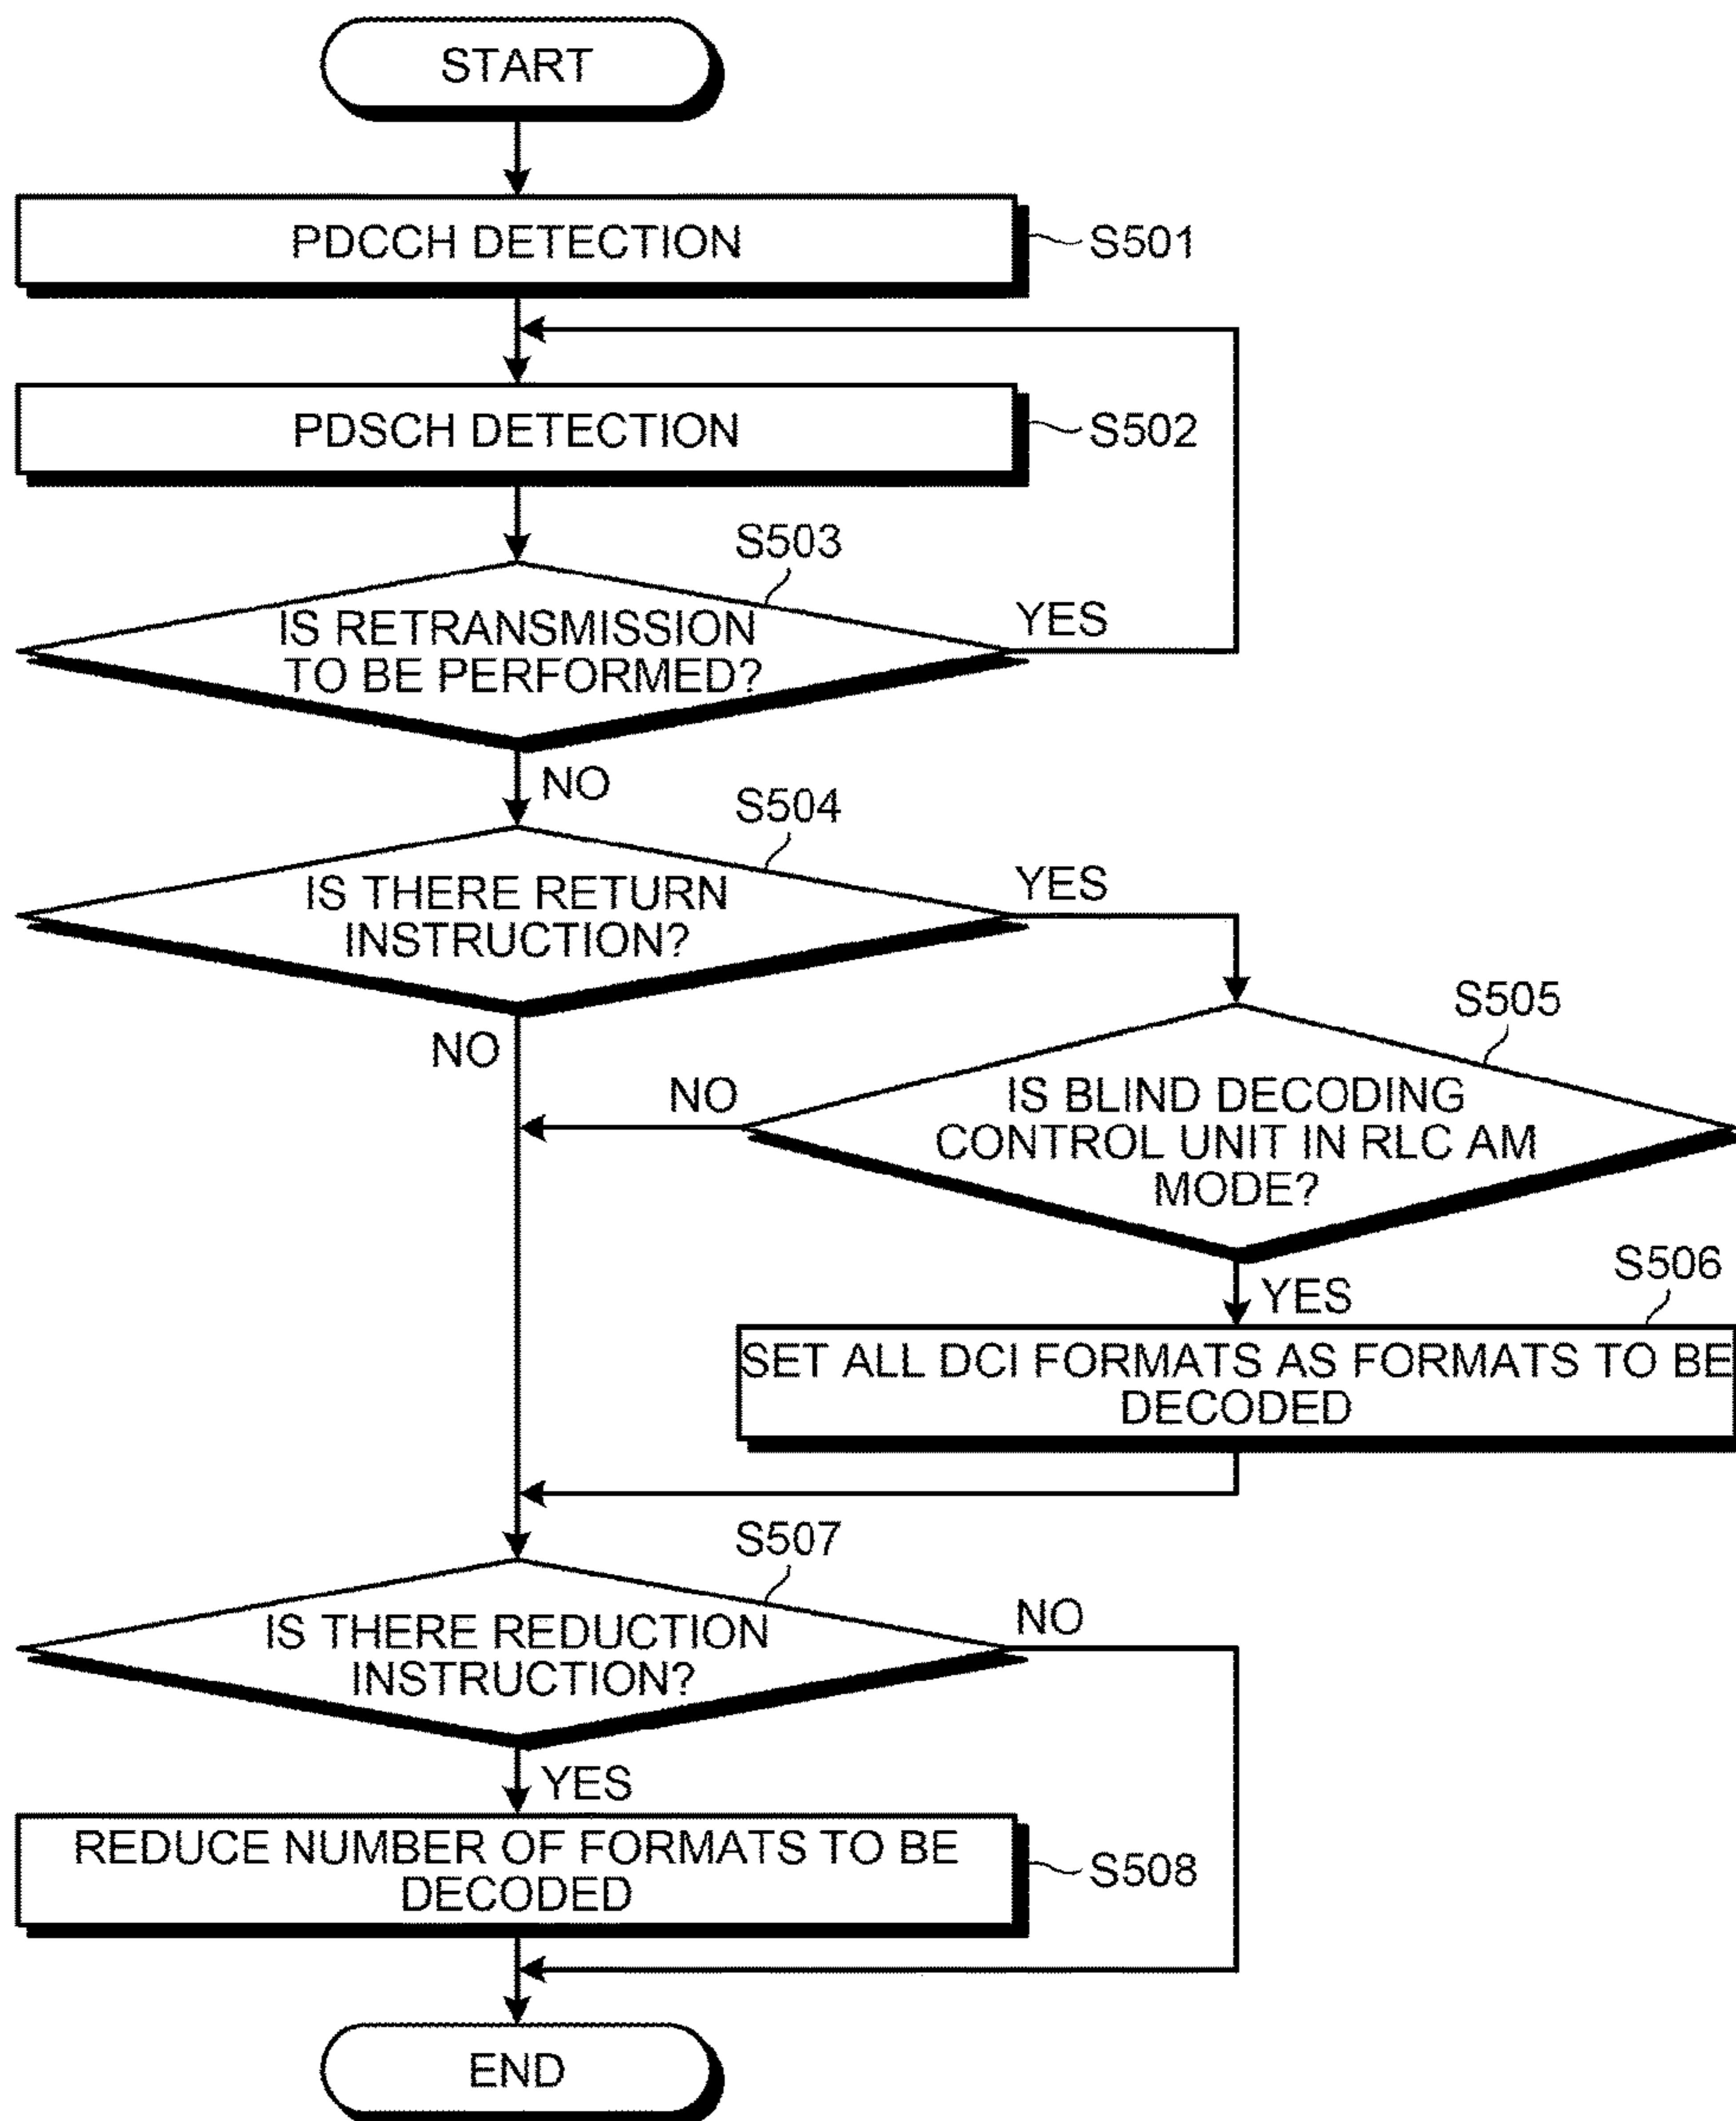 START
PDCCH DETECTION
S501
PDSCH DETECTION
S502
S503
IS RETRANSMISSION
TO BE PERFORMED?
YES
NO
S504
IS THERE RETURN
INSTRUCTION?
YES
NO
S505
NO
IS BLIND DECODING
CONTROL UNIT IN RLC AM
MODE?
YES
S506
SET ALL DCI FORMATS AS FORMATS TO BE
DECODED
S507
IS THERE REDUCTION
INSTRUCTION?
NO
YES
REDUCE NUMBER OF FORMATS TO BE
DECODED
S508
END